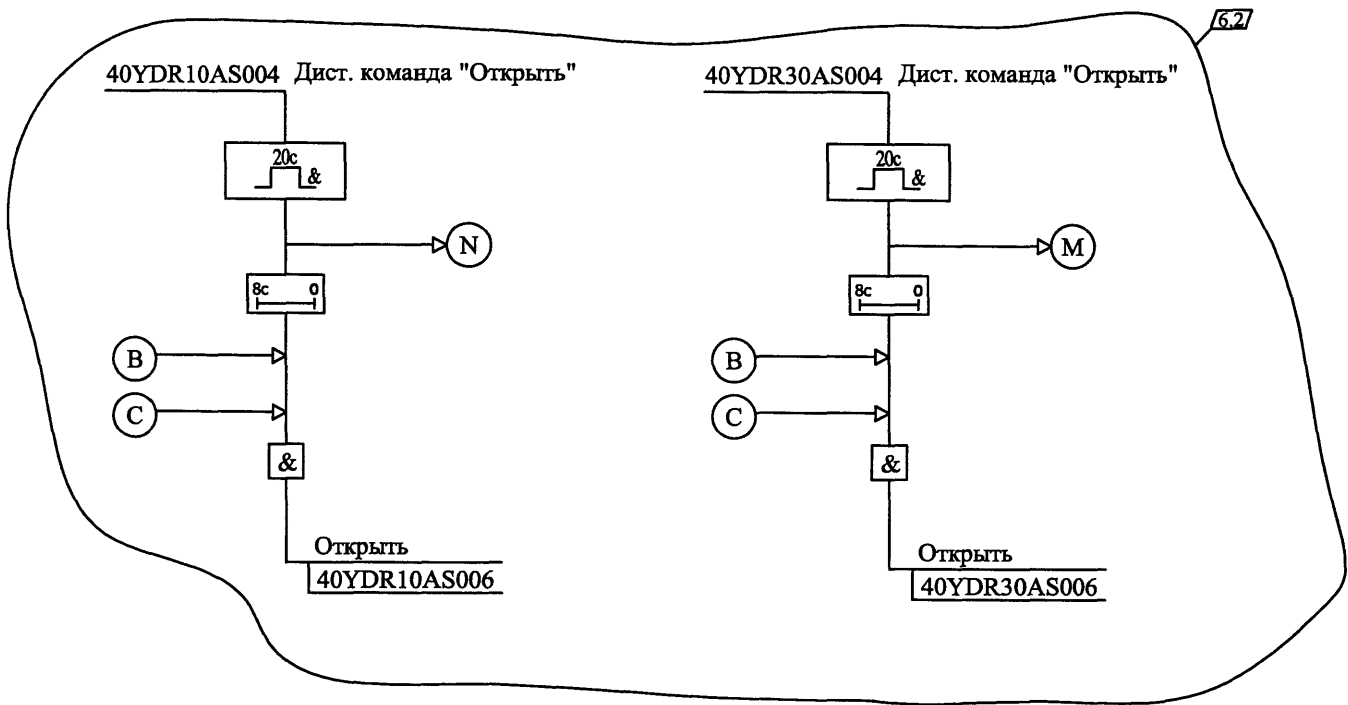 6.2
40YDR10AS004 Дист. команда "Открыть"
20с
&
N
8с 0
B
C
&
Открыть
40YDR10AS006
40YDR30AS004 Дист. команда "Открыть"
20с
&
M
8с 0
B
C
&
Открыть
40YDR30AS006